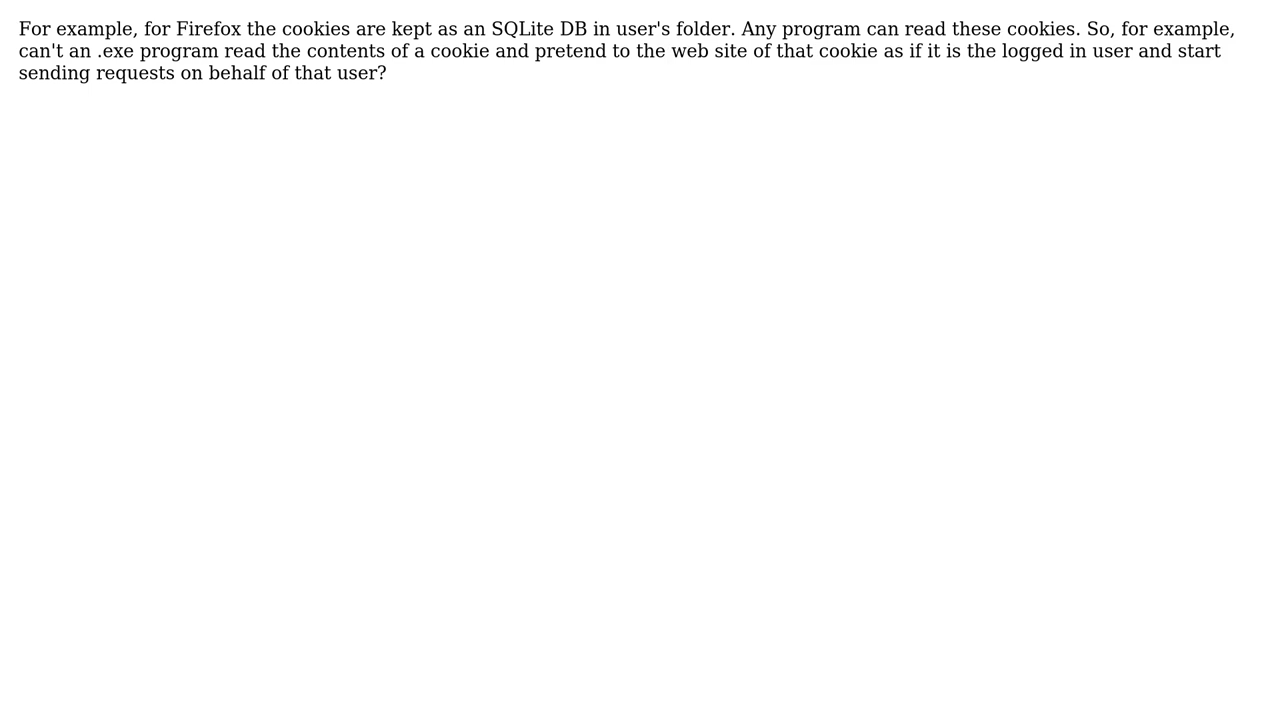 For example, for Firefox the cookies are kept as an SQLite DB in user's folder. Any program can read these cookies. So, for example,
can't an .exe program read the contents of a cookie and pretend to the web site of that cookie as if it is the logged in user and start
sending requests on behalf of that user?